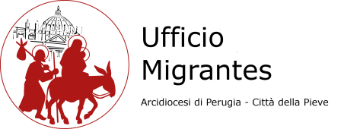 Ufficio
Migrantes
Arcidiocesi di Perugia - Città della Pieve